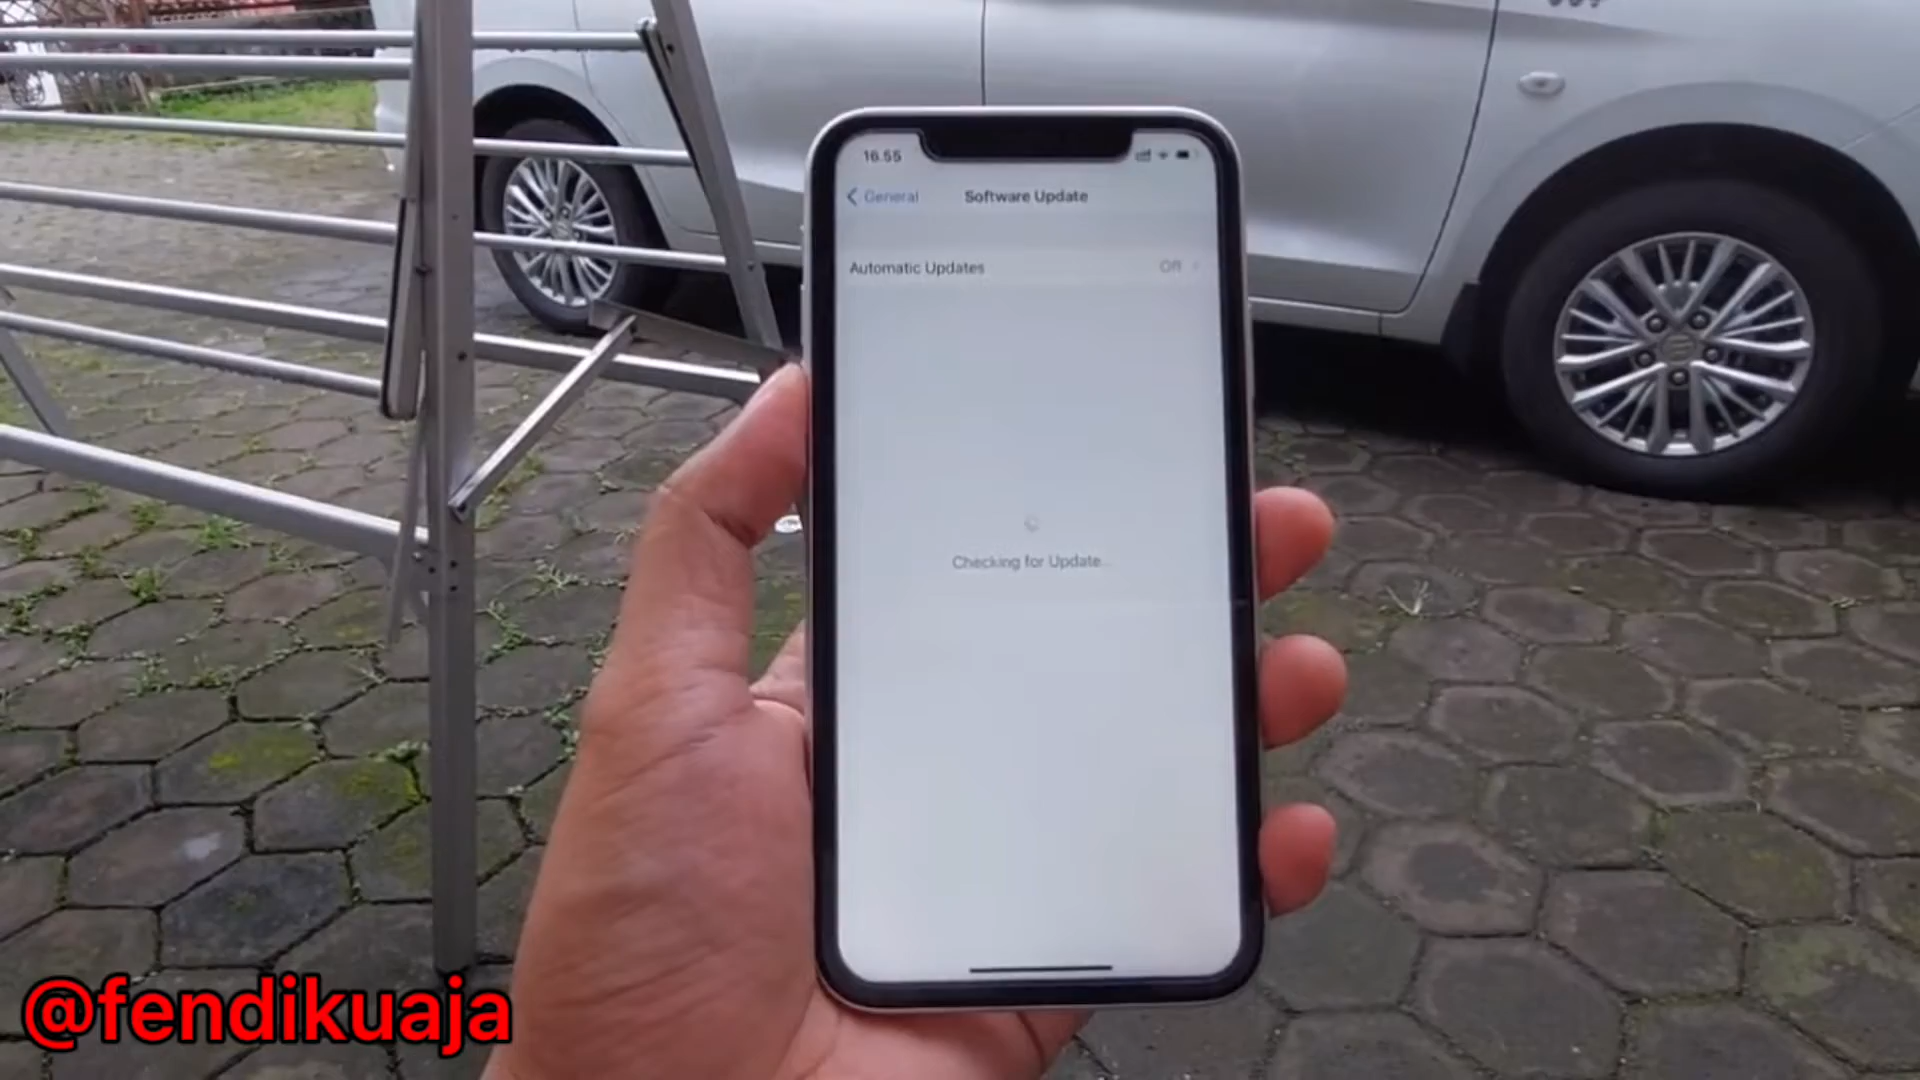 16.55
General
Software Update
Automatic Updates
Off
Checking for Update...
@fendikuaja